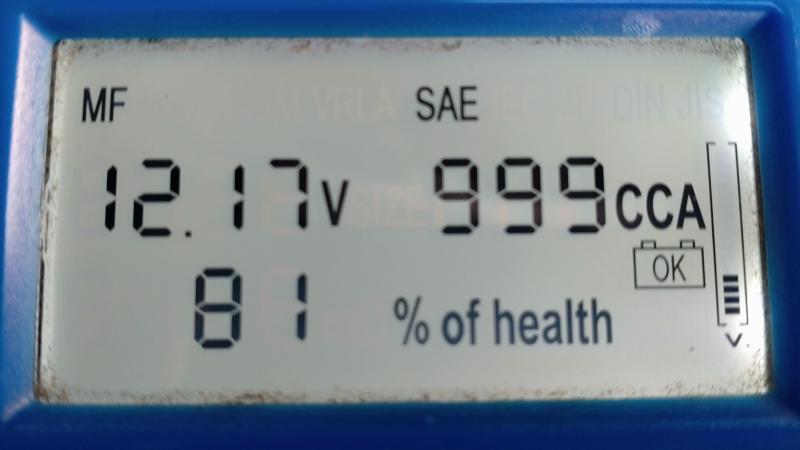 MF SAE
12.17V 999CCA
OK
81 % of health